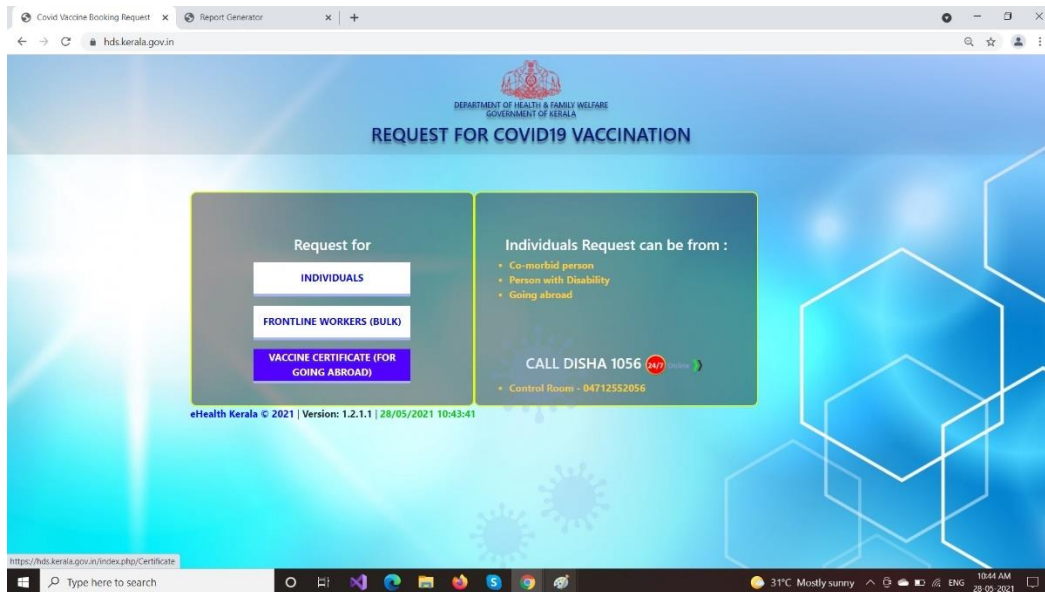 Covid Vaccine Booking Request
Report Generator
hds.kerala.gov.in
DEPARTMENT OF HEALTH & FAMILY WELFARE
GOVERNMENT OF KERALA
REQUEST FOR COVID19 VACCINATION
Request for
INDIVIDUALS
FRONTLINE WORKERS (BULK)
VACCINE CERTIFICATE (FOR
GOING ABROAD)
Individuals Request can be from :
• Co-morbid person
• Person with Disability
• Going abroad
CALL DISHA 1056 24/7 Online
• Control Room - 04712552056
eHealth Kerala © 2021 | Version: 1.2.1.1 | 28/05/2021 10:43:41
https://hds.kerala.gov.in/index.php/Certificate
Type here to search
31°C Mostly sunny
ENG
10:44 AM
28-05-2021